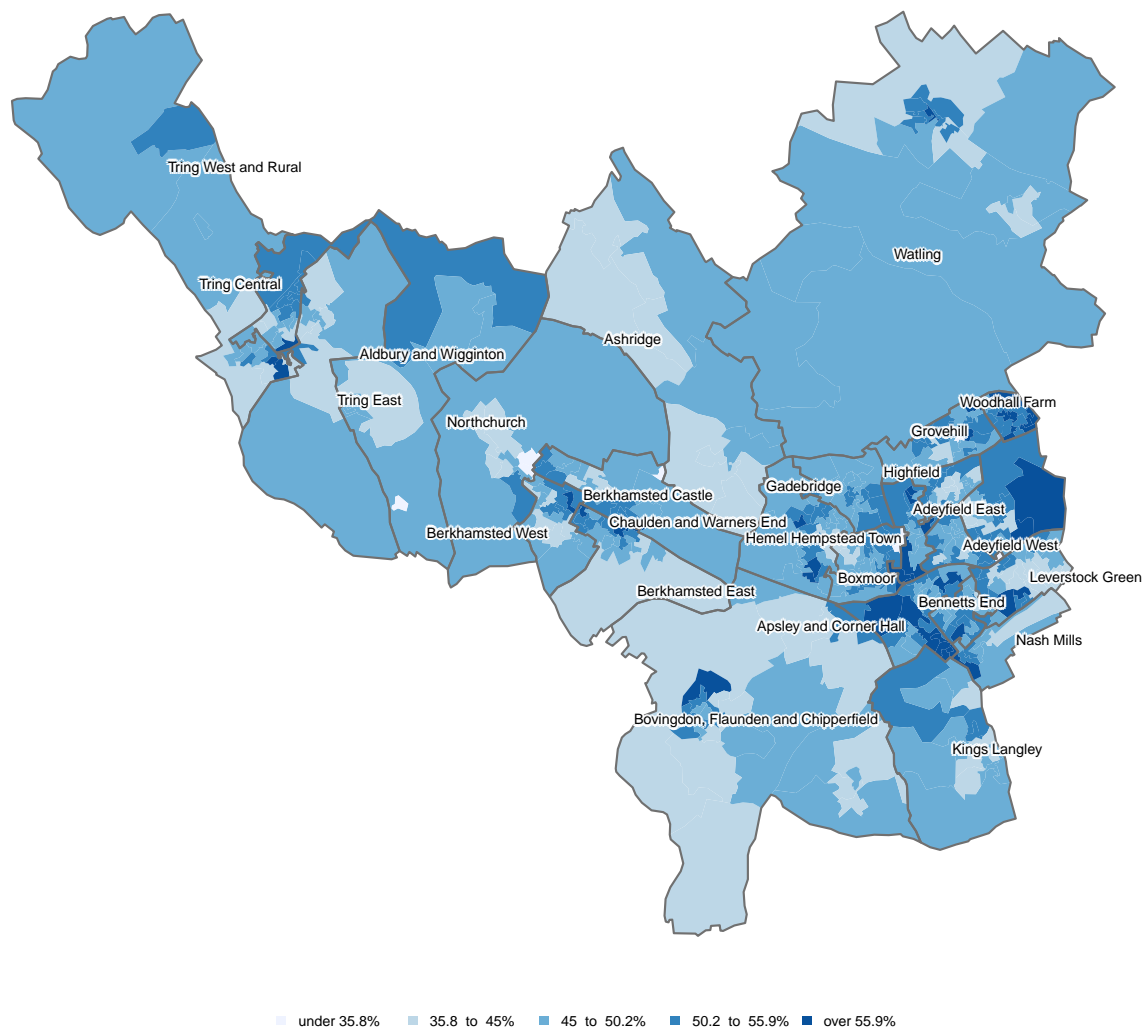 Tring West and Rural
Watling
Tring Central
Ashridge
Aldbury and Wigginton
Tring East
Woodhall Farm
Northchurch
Grovehill
Highfield
Gadebridge
Berkhamsted Castle
Adeyfield East
Chaulden and Warners End
Berkhamsted West
Hemel Hempstead Town
Adeyfield West
Boxmoor
Leverstock Green
Berkhamsted East
Bennetts End
Apsley and Corner Hall
Nash Mills
Bovingdon, Flaunden and Chipperfield
Kings Langley
under 35.8% 35.8 to 45% 45 to 50.2% 50.2 to 55.9% over 55.9%